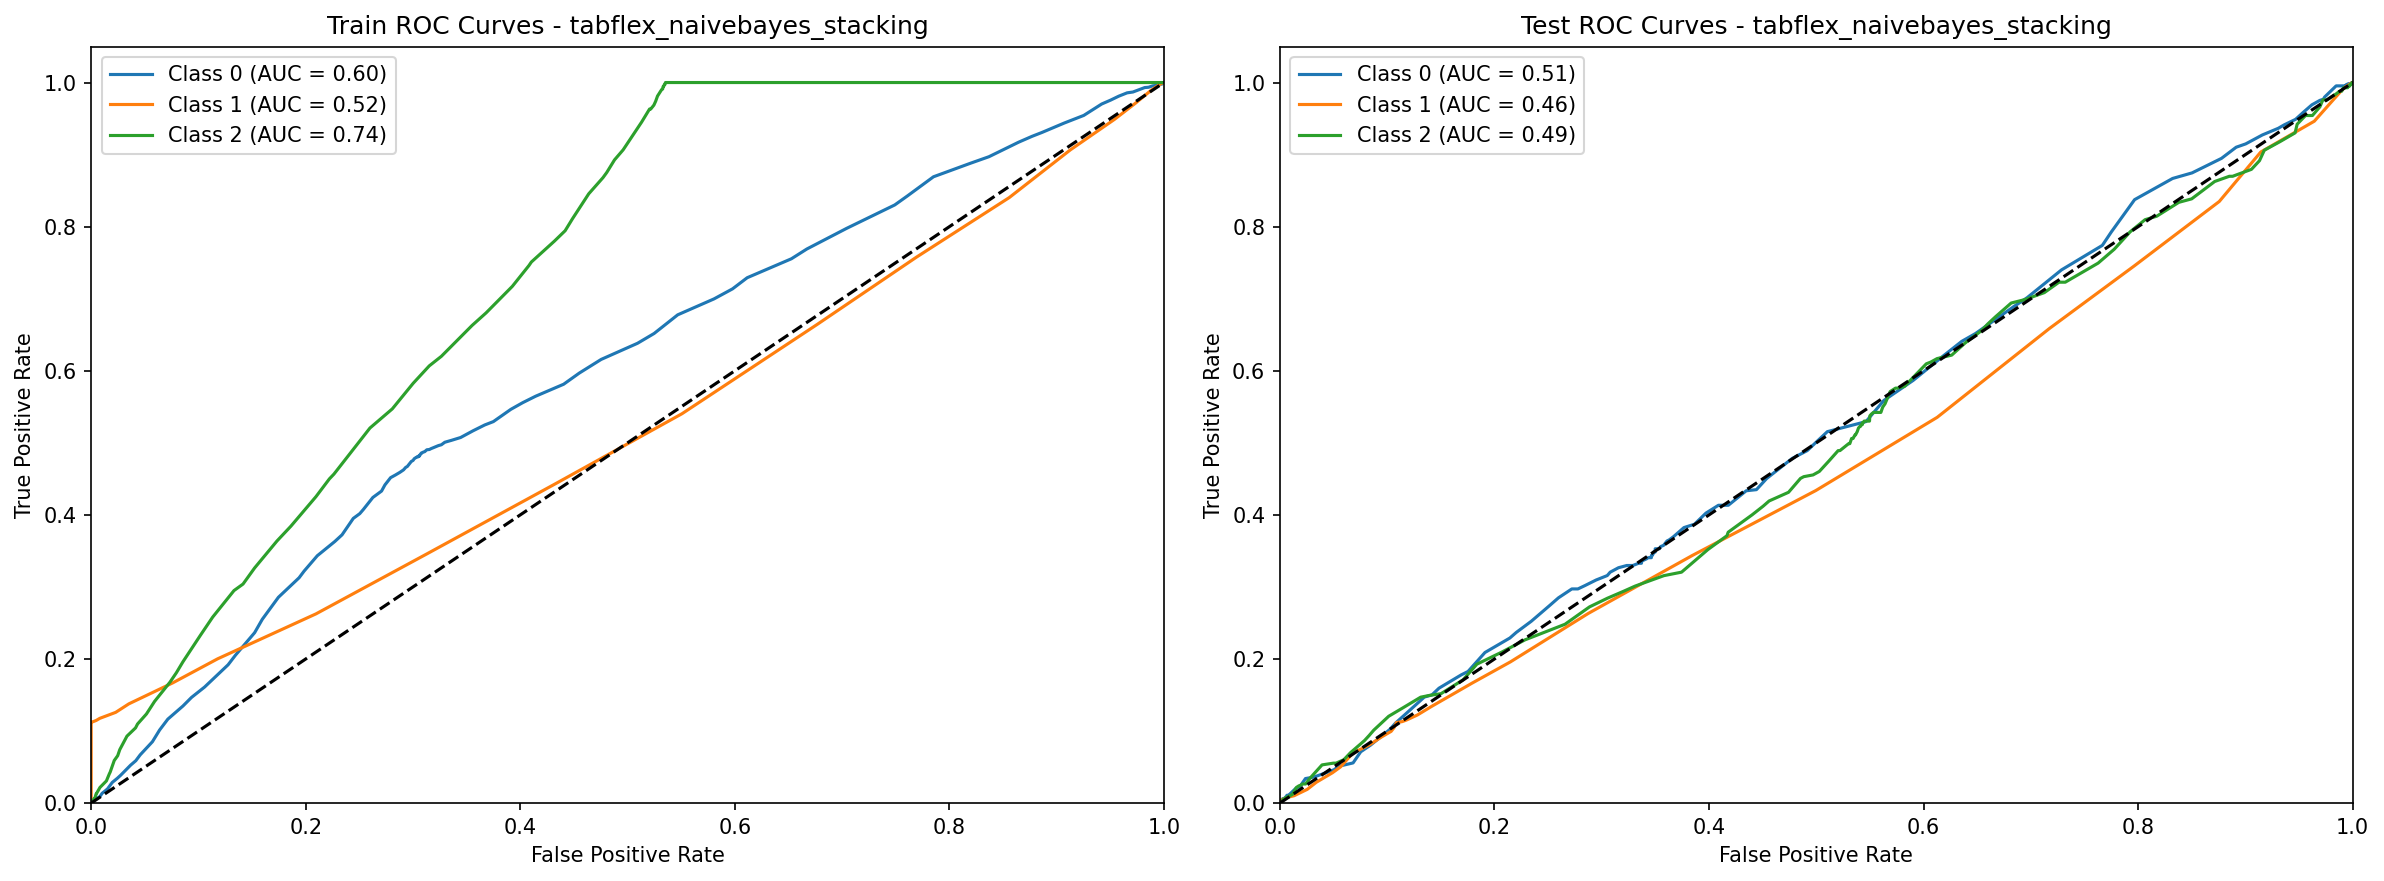 Train ROC Curves - tabflex_naivebayes_stacking
Class 0 (AUC = 0.60)
Class 1 (AUC = 0.52)
Class 2 (AUC = 0.74)
True Positive Rate
1.0
0.8
0.6
0.4
0.2
0.0
0.0 0.2 0.4 0.6 0.8 1.0
False Positive Rate
Test ROC Curves - tabflex_naivebayes_stacking
Class 0 (AUC = 0.51)
Class 1 (AUC = 0.46)
Class 2 (AUC = 0.49)
True Positive Rate
1.0
0.8
0.6
0.4
0.2
0.0
0.0 0.2 0.4 0.6 0.8 1.0
False Positive Rate